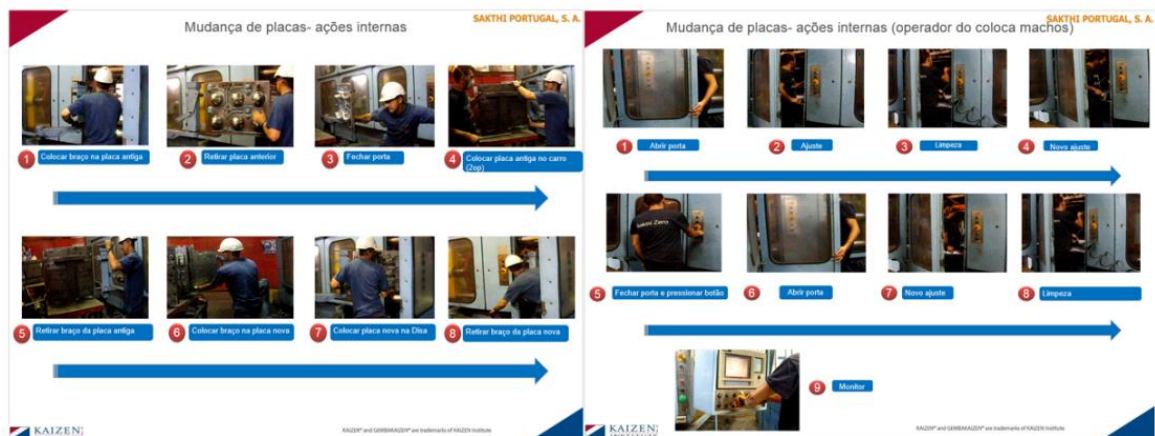 SAKTHI PORTUGAL, S. A.
Mudança de placas- ações internas
1 Colocar braço na placa antiga
2 Retirar placa anterior
3 Fechar porta
4 Colocar placa antiga no carro
(2op)
5 Retirar braço da placa antiga
6 Colocar braço na placa nova
7 Colocar placa nova na Disa
8 Retirar braço da placa nova
KAIZEN
KAIZEN® and GEMBAKAIZEN® are trademarks of KAIZEN Institute
SAKTHI PORTUGAL, S. A.
Mudança de placas- ações internas (operador do coloca machos)
1 Abrir porta
2 Ajuste
3 Limpeza
4 Novo ajuste
5 Fechar porta e pressionar botão
6 Abrir porta
7 Novo ajuste
8 Limpeza
9 Monitor
KAIZEN
INSTITUTE
KAIZEN® and GEMBAKAIZEN® are trademarks of KAIZEN Institute